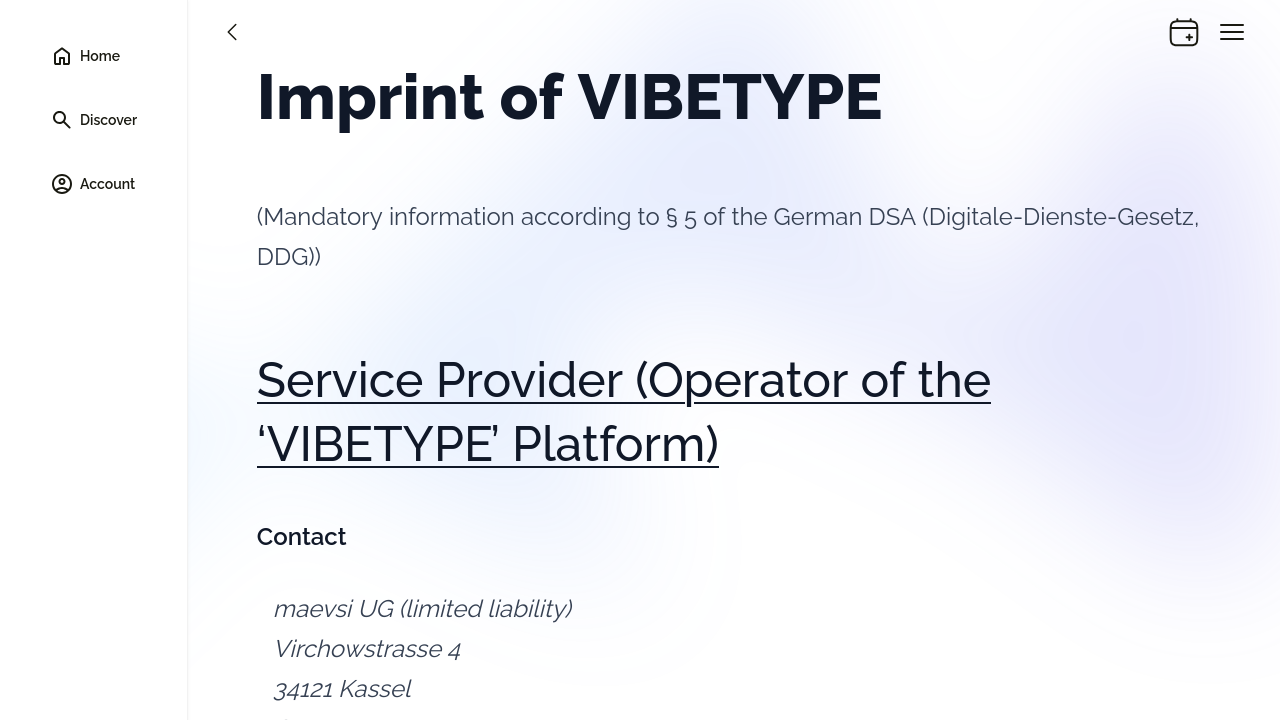 Home
Discover
Account
Imprint of VIBETYPE
(Mandatory information according to § 5 of the German DSA (Digitale-Dienste-Gesetz,
DDG))
Service Provider (Operator of the
‘VIBETYPE’ Platform)
Contact
maevsi UG (limited liability)
Virchowstrasse 4
34121 Kassel